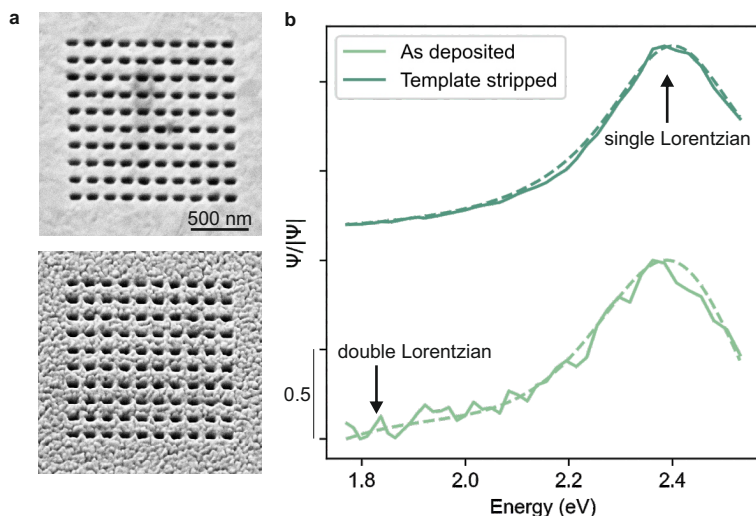 a
500 nm
b
As deposited
Template stripped
single Lorentzian
double Lorentzian
Ψ/|Ψ|
0.5
1.8 2.0 2.2 2.4
Energy (eV)